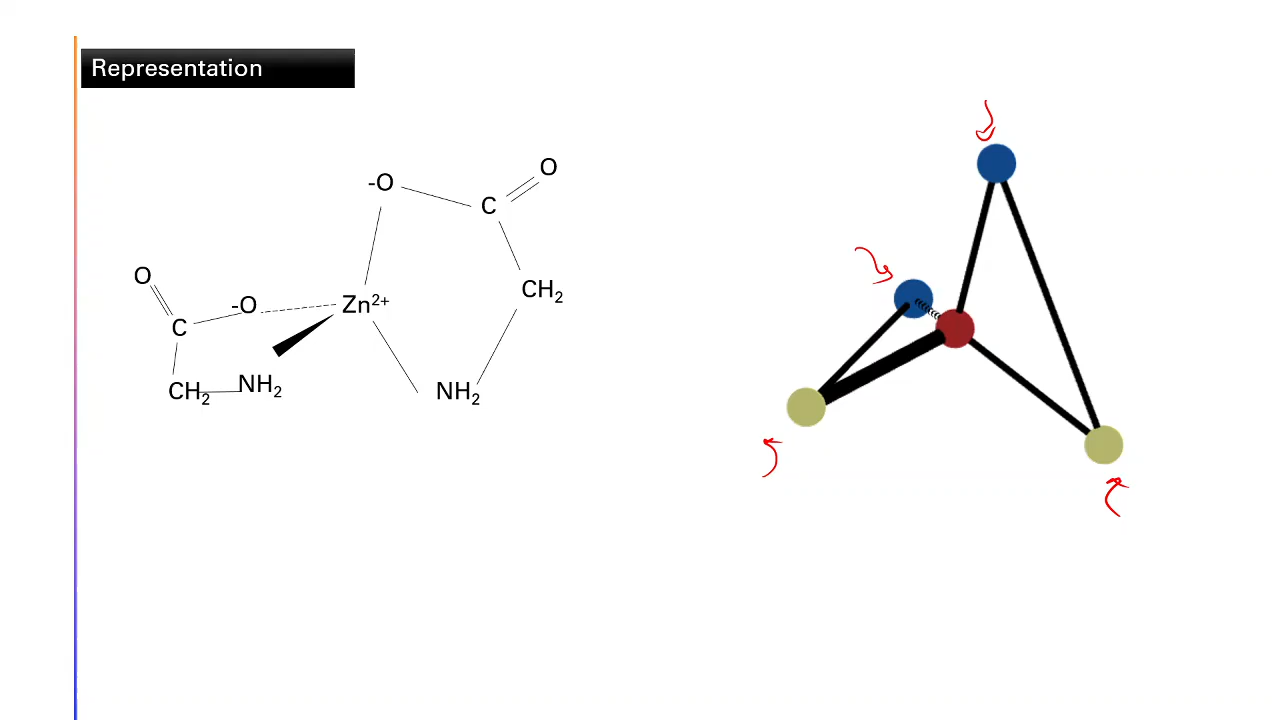 Representation
-O
O
C
O
-O
Zn²⁺
CH₂
C
CH₂
NH₂
NH₂